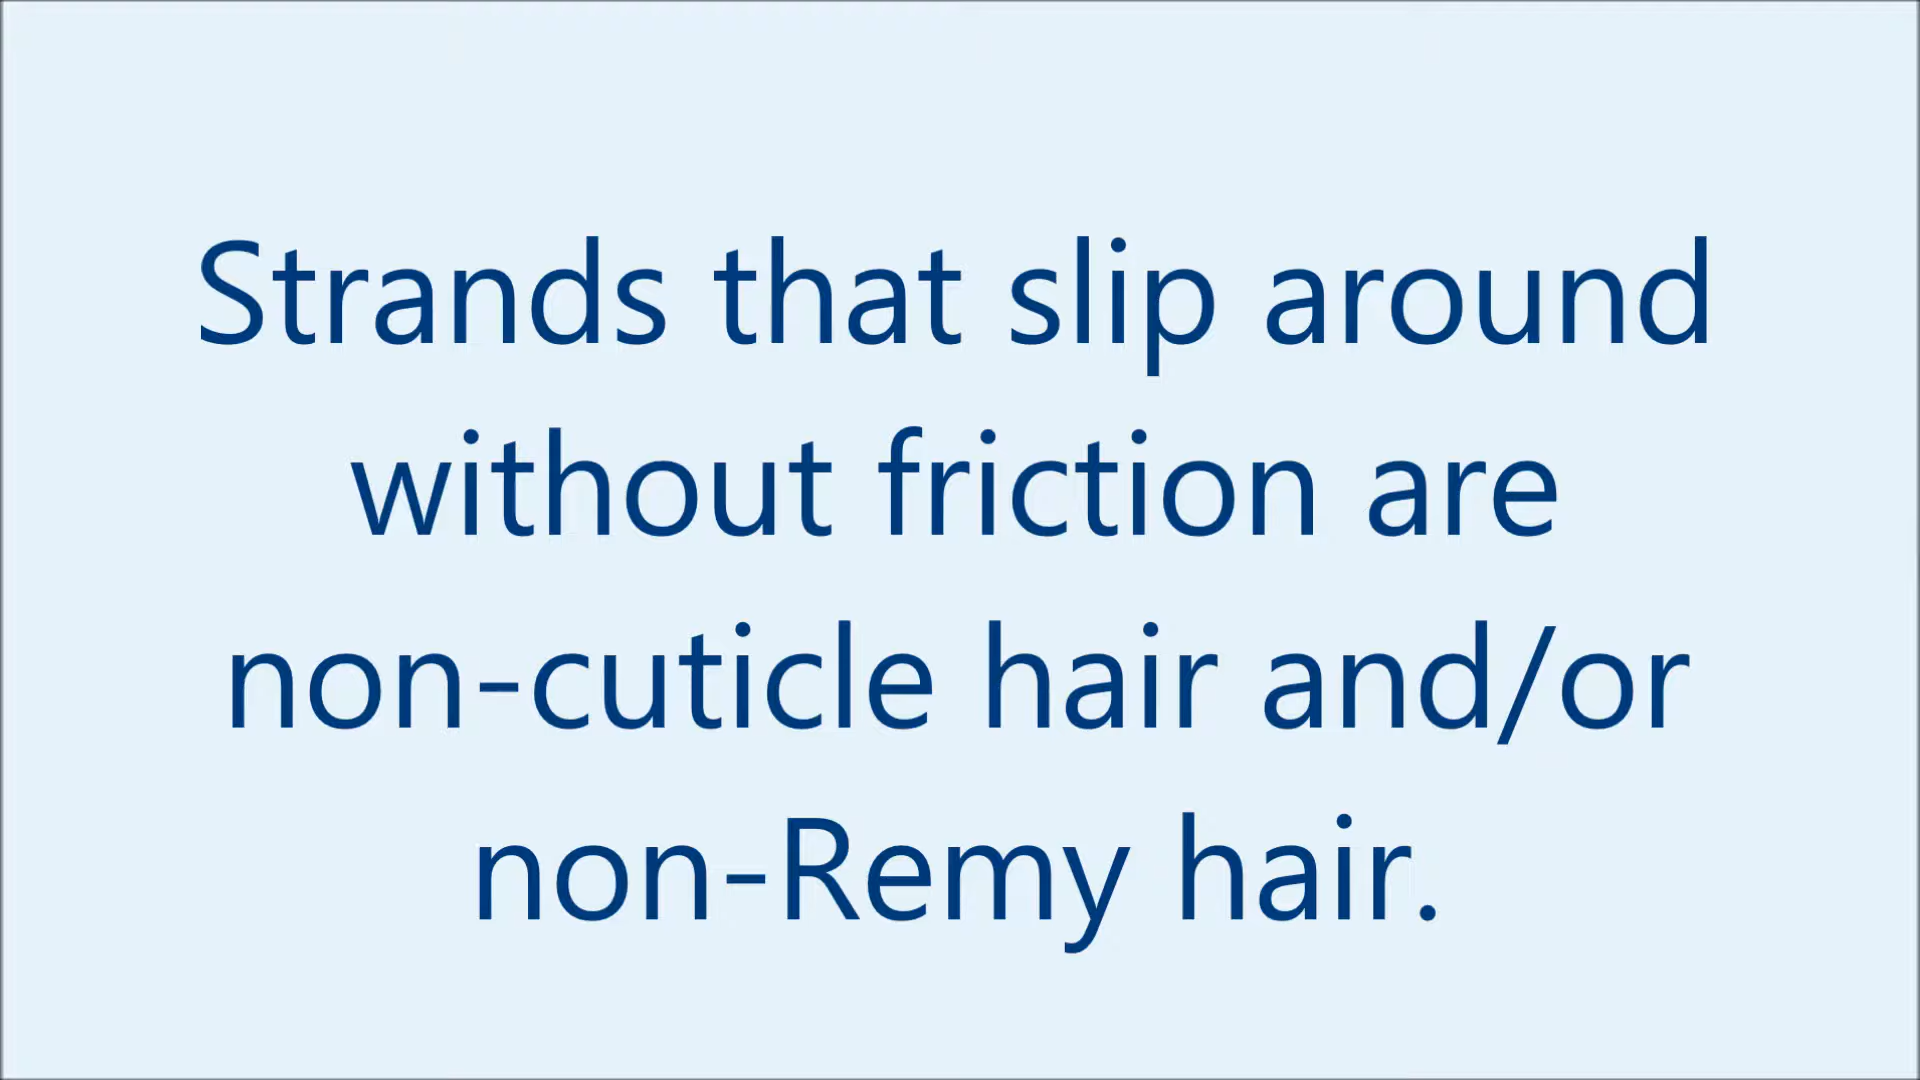 Strands that slip around
without friction are
non-cuticle hair and/or
non-Remy hair.